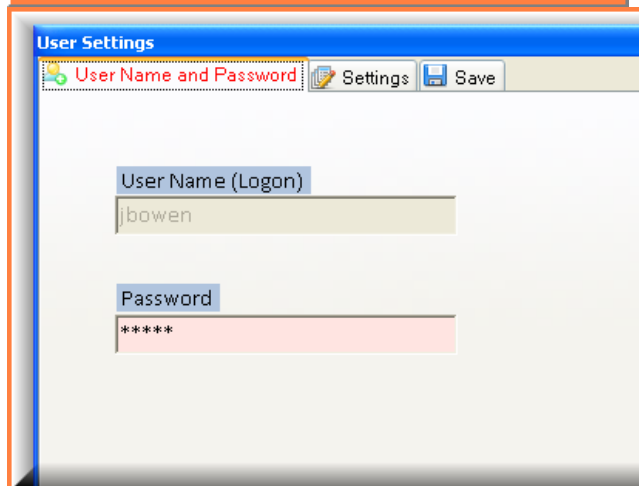 User Settings
User Name and Password Settings Save
User Name (Logon)
jbowen
Password
*****